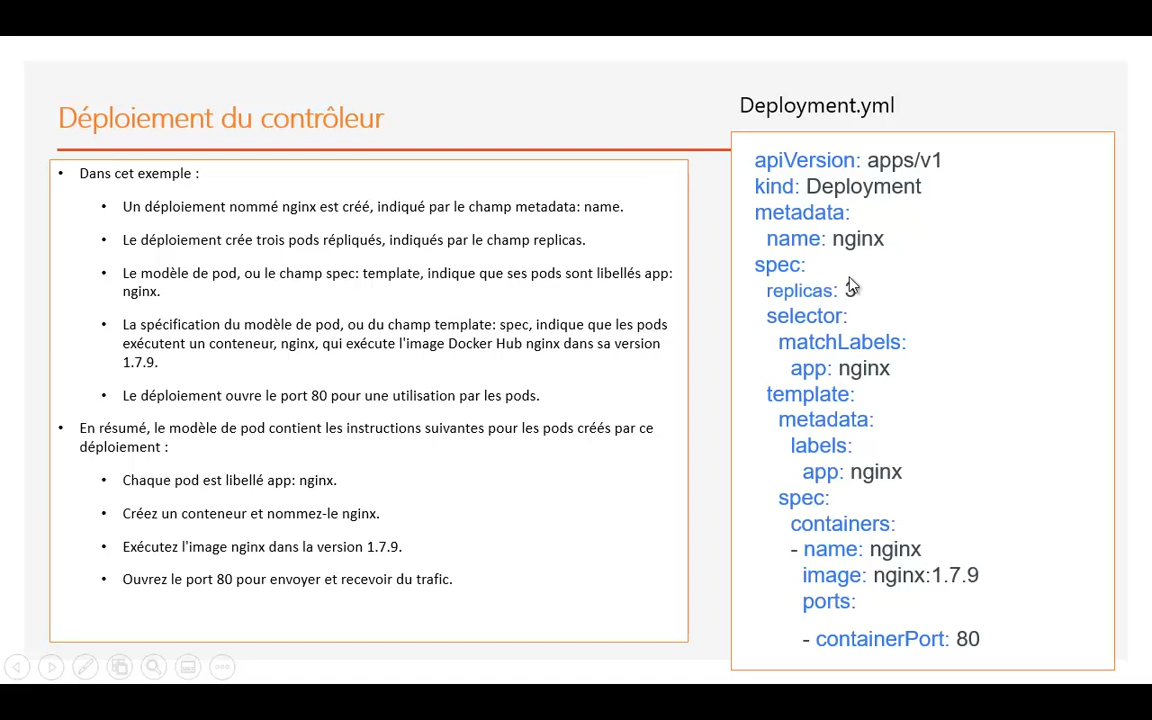 Déploiement du contrôleur
• Dans cet exemple :
• Un déploiement nommé nginx est créé, indiqué par le champ metadata: name.
• Le déploiement crée trois pods répliqués, indiqués par le champ replicas.
• Le modèle de pod, ou le champ spec: template, indique que ses pods sont libellés app:
nginx.
• La spécification du modèle de pod, ou du champ template: spec, indique que les pods
exécutent un conteneur, nginx, qui exécute l'image Docker Hub nginx dans sa version
1.7.9.
• Le déploiement ouvre le port 80 pour une utilisation par les pods.
• En résumé, le modèle de pod contient les instructions suivantes pour les pods créés par ce
déploiement :
• Chaque pod est libellé app: nginx.
• Créez un conteneur et nommez-le nginx.
• Exécutez l'image nginx dans la version 1.7.9.
• Ouvrez le port 80 pour envoyer et recevoir du trafic.
Deployment.yml
apiVersion: apps/v1
kind: Deployment
metadata:
name: nginx
spec:
replicas: 3
selector:
matchLabels:
app: nginx
template:
metadata:
labels:
app: nginx
spec:
containers:
- name: nginx
image: nginx:1.7.9
ports:
- containerPort: 80